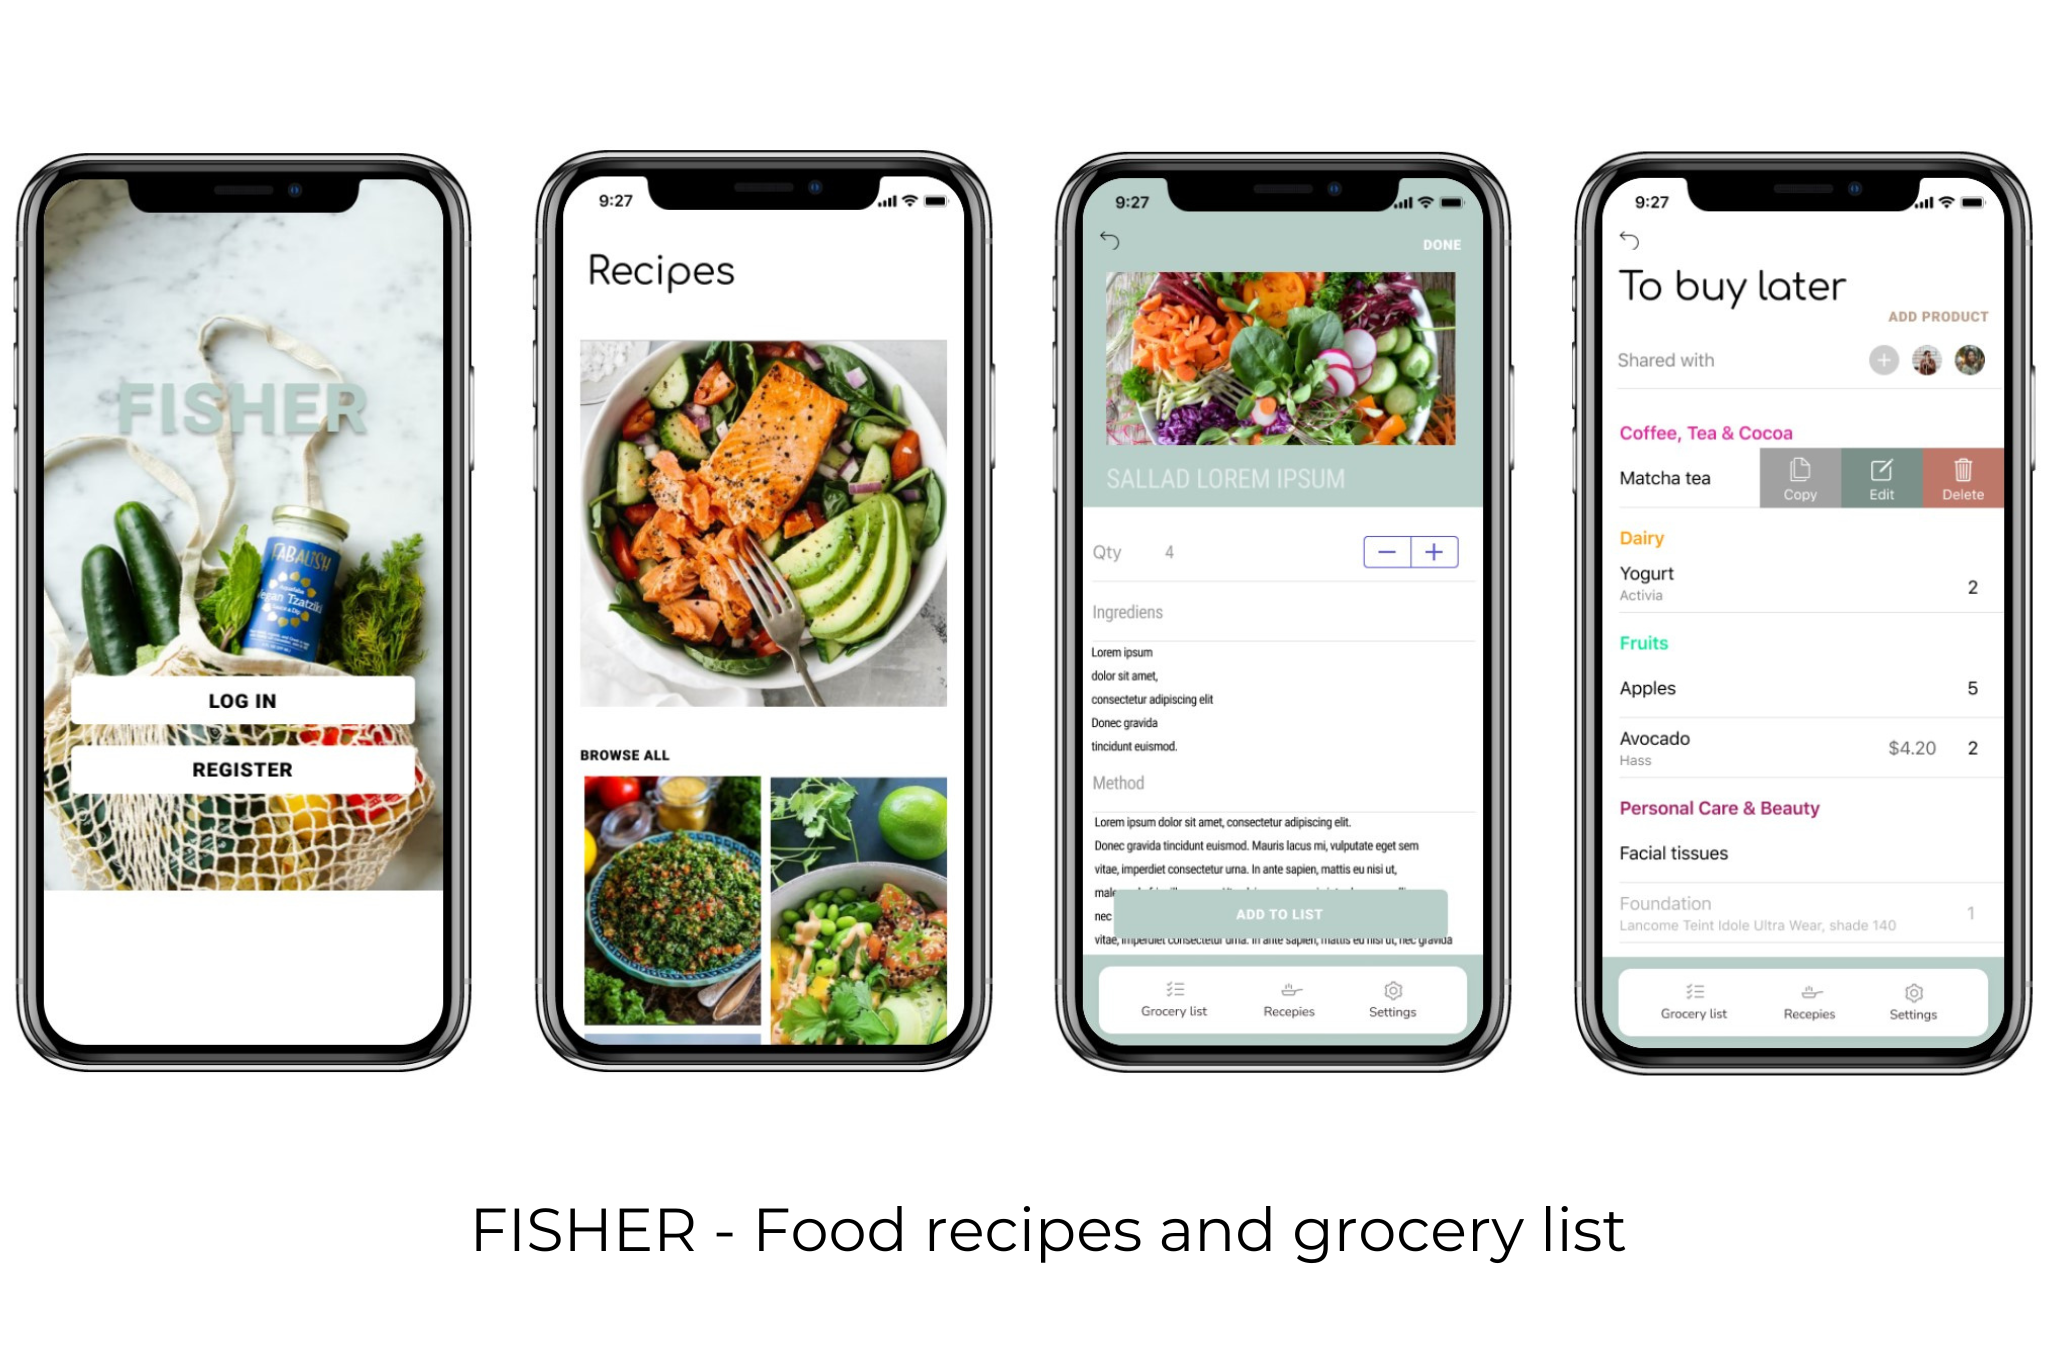 FISHER
FABALISH
Vegan Tzatziki
LOG IN
REGISTER
9:27
Recipes
BROWSE ALL
9:27
DONE
SALLAD LOREM IPSUM
Qty 4
Ingrediens
Lorem ipsum
dolor sit amet,
consectetur adipiscing elit
Donec gravida
tincidunt euismod.
Method
Lorem ipsum dolor sit amet, consectetur adipiscing elit.
Donec gravida tincidunt euismod. Mauris lacus mi, vulputate eget sem
vitae, imperdiet consectetur urna. In ante sapien, mattis eu nisi ut,
nec
ADD TO LIST
vitae, imperdiet consectetur urna. In ante sapien, mattis eu nisi ut, nec gravida
Grocery list Recepies Settings
9:27
To buy later
ADD PRODUCT
Shared with
Coffee, Tea & Cocoa
Matcha tea Copy Edit Delete
Dairy
Yogurt
Activia 2
Fruits
Apples 5
Avocado $4.20 2
Hass
Personal Care & Beauty
Facial tissues
Foundation 1
Lancome Teint Idole Ultra Wear, shade 140
Grocery list Recepies Settings
FISHER - Food recipes and grocery list